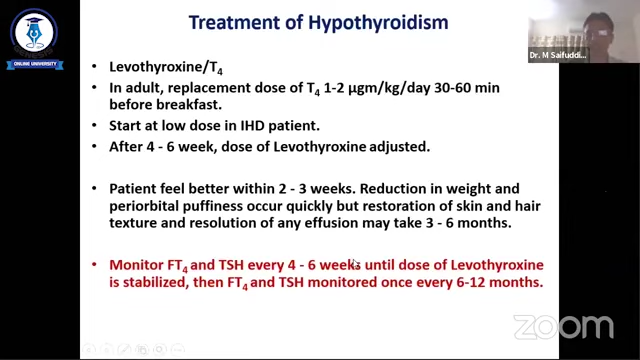 Treatment of Hypothyroidism
ONLINE UNIVERSITY
Dr. M Saifuddi...
• Levothyroxine/T4
• In adult, replacement dose of T4 1-2 µgm/kg/day 30-60 min
before breakfast.
• Start at low dose in IHD patient.
• After 4 - 6 week, dose of Levothyroxine adjusted.
• Patient feel better within 2 - 3 weeks. Reduction in weight and
periorbital puffiness occur quickly but restoration of skin and hair
texture and resolution of any effusion may take 3 - 6 months.
• Monitor FT4 and TSH every 4 - 6 weeks until dose of Levothyroxine
is stabilized, then FT4 and TSH monitored once every 6-12 months.
zoom